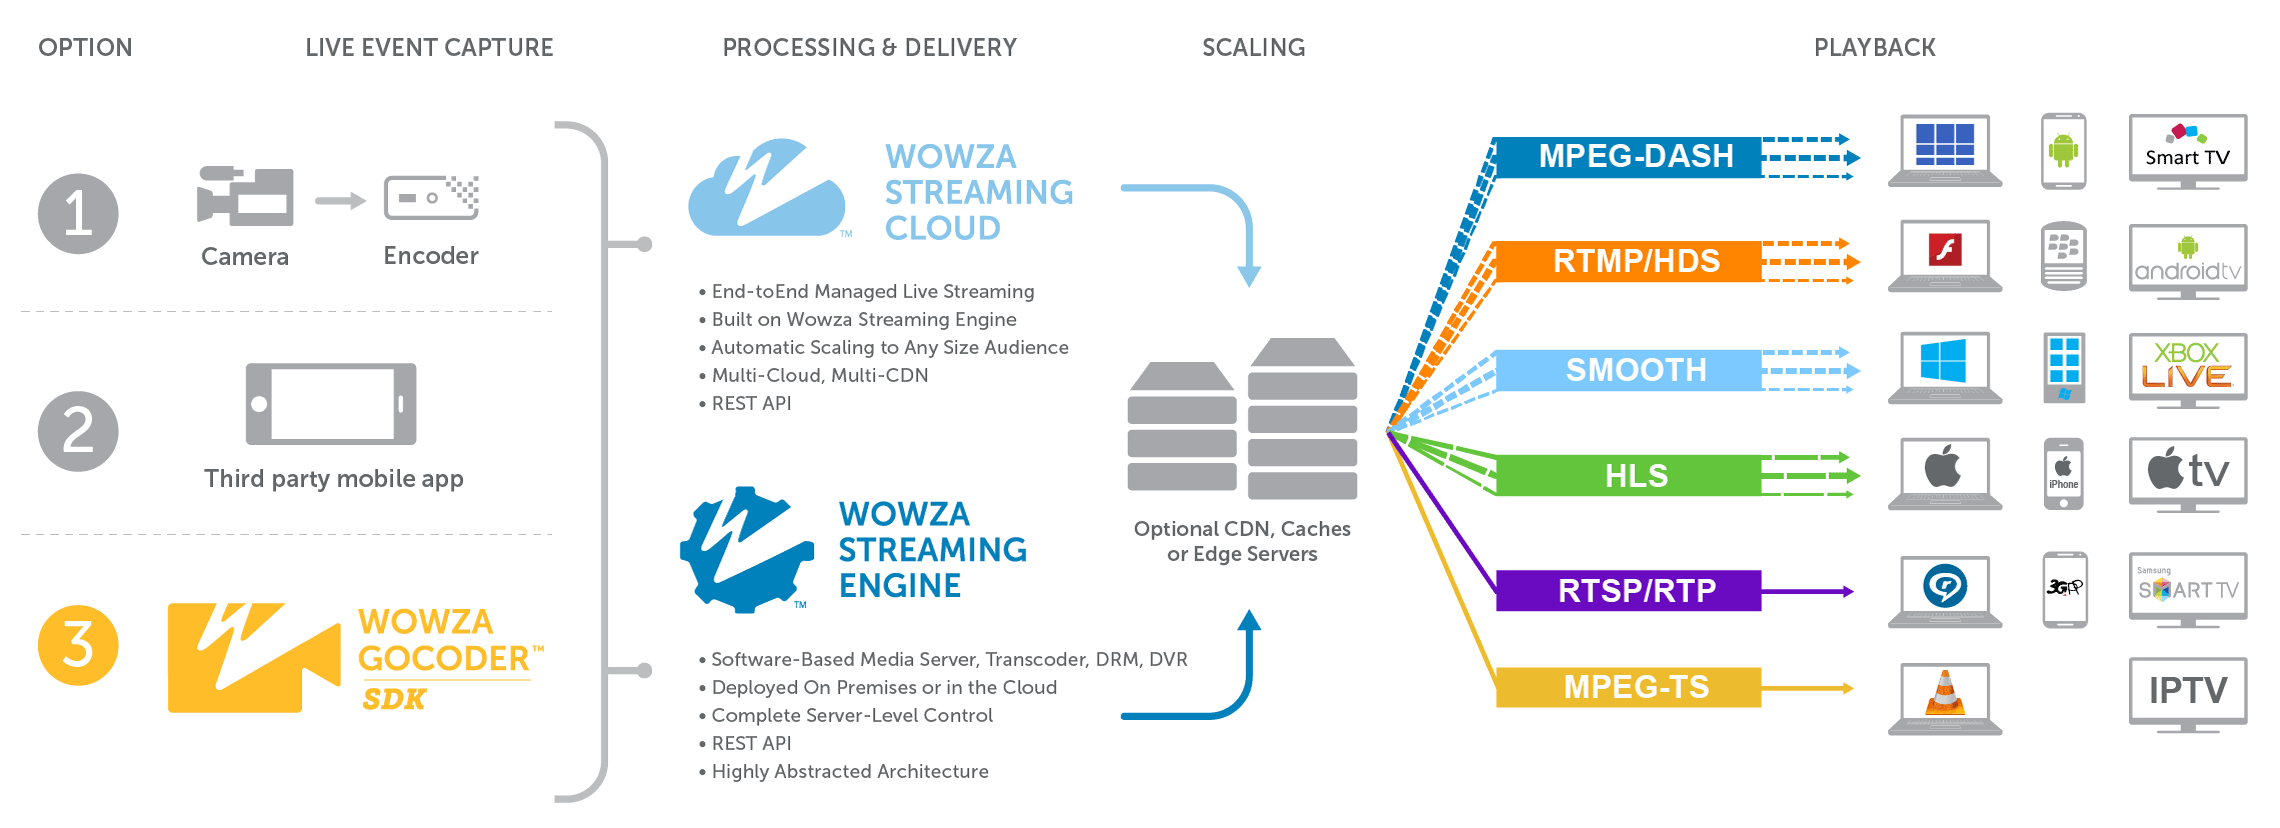 OPTION
LIVE EVENT CAPTURE
PROCESSING & DELIVERY
SCALING
PLAYBACK
1
Camera
Encoder
2
Third party mobile app
3
WOWZA
GOCODER™
SDK
WOWZA
STREAMING
CLOUD
TM
• End-toEnd Managed Live Streaming
• Built on Wowza Streaming Engine
• Automatic Scaling to Any Size Audience
• Multi-Cloud, Multi-CDN
• REST API
WOWZA
STREAMING
ENGINE
TM
• Software-Based Media Server, Transcoder, DRM, DVR
• Deployed On Premises or in the Cloud
• Complete Server-Level Control
• REST API
• Highly Abstracted Architecture
Optional CDN, Caches
or Edge Servers
MPEG-DASH
Smart TV
RTMP/HDS
androidtv
SMOOTH
XBOX
LIVE
HLS
iPhone
tv
RTSP/RTP
3GPP
Samsung
SMART TV
MPEG-TS
IPTV